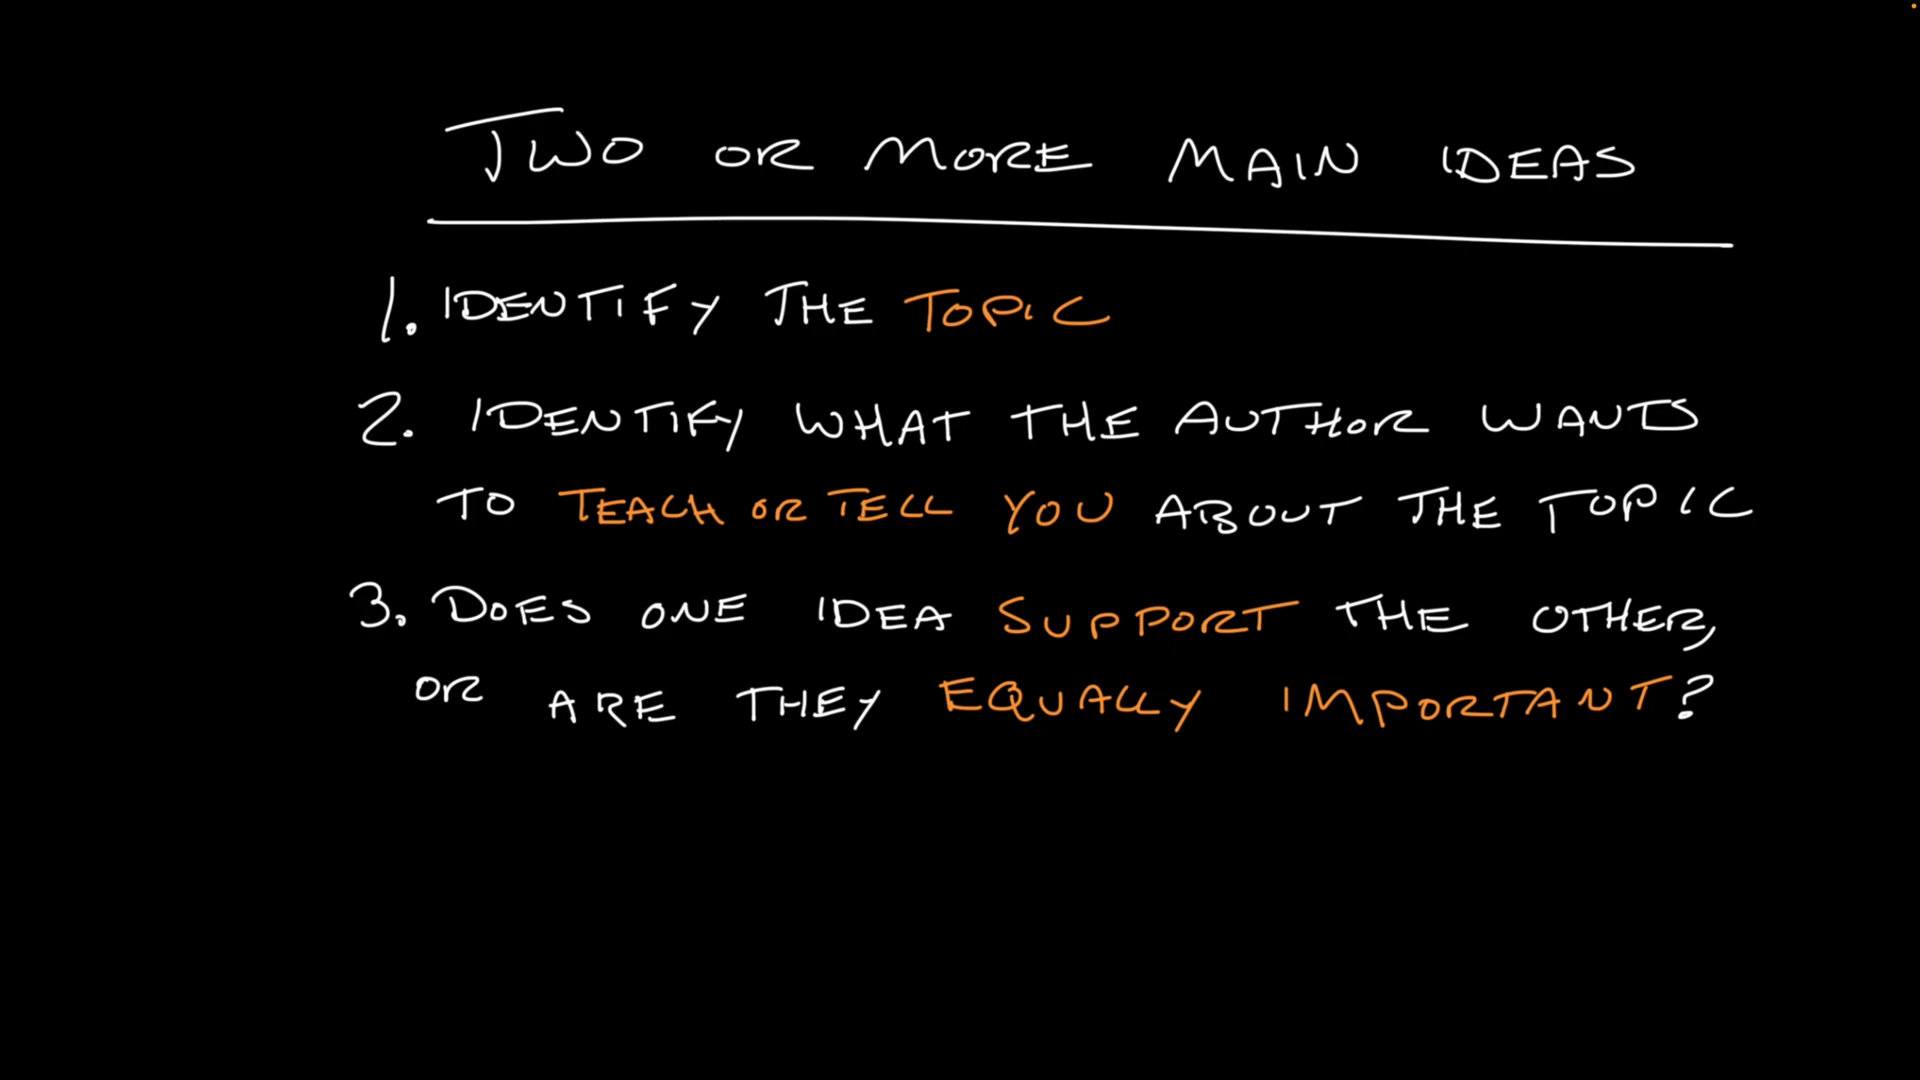 TWO OR MORE MAIN IDEAS
1. IDENTIFY THE TOPIC
2. IDENTIFY WHAT THE AUTHOR WANTS
TO TEACH OR TELL YOU ABOUT THE TOPIC
3. DOES ONE IDEA SUPPORT THE OTHER,
OR ARE THEY EQUALLY IMPORTANT?